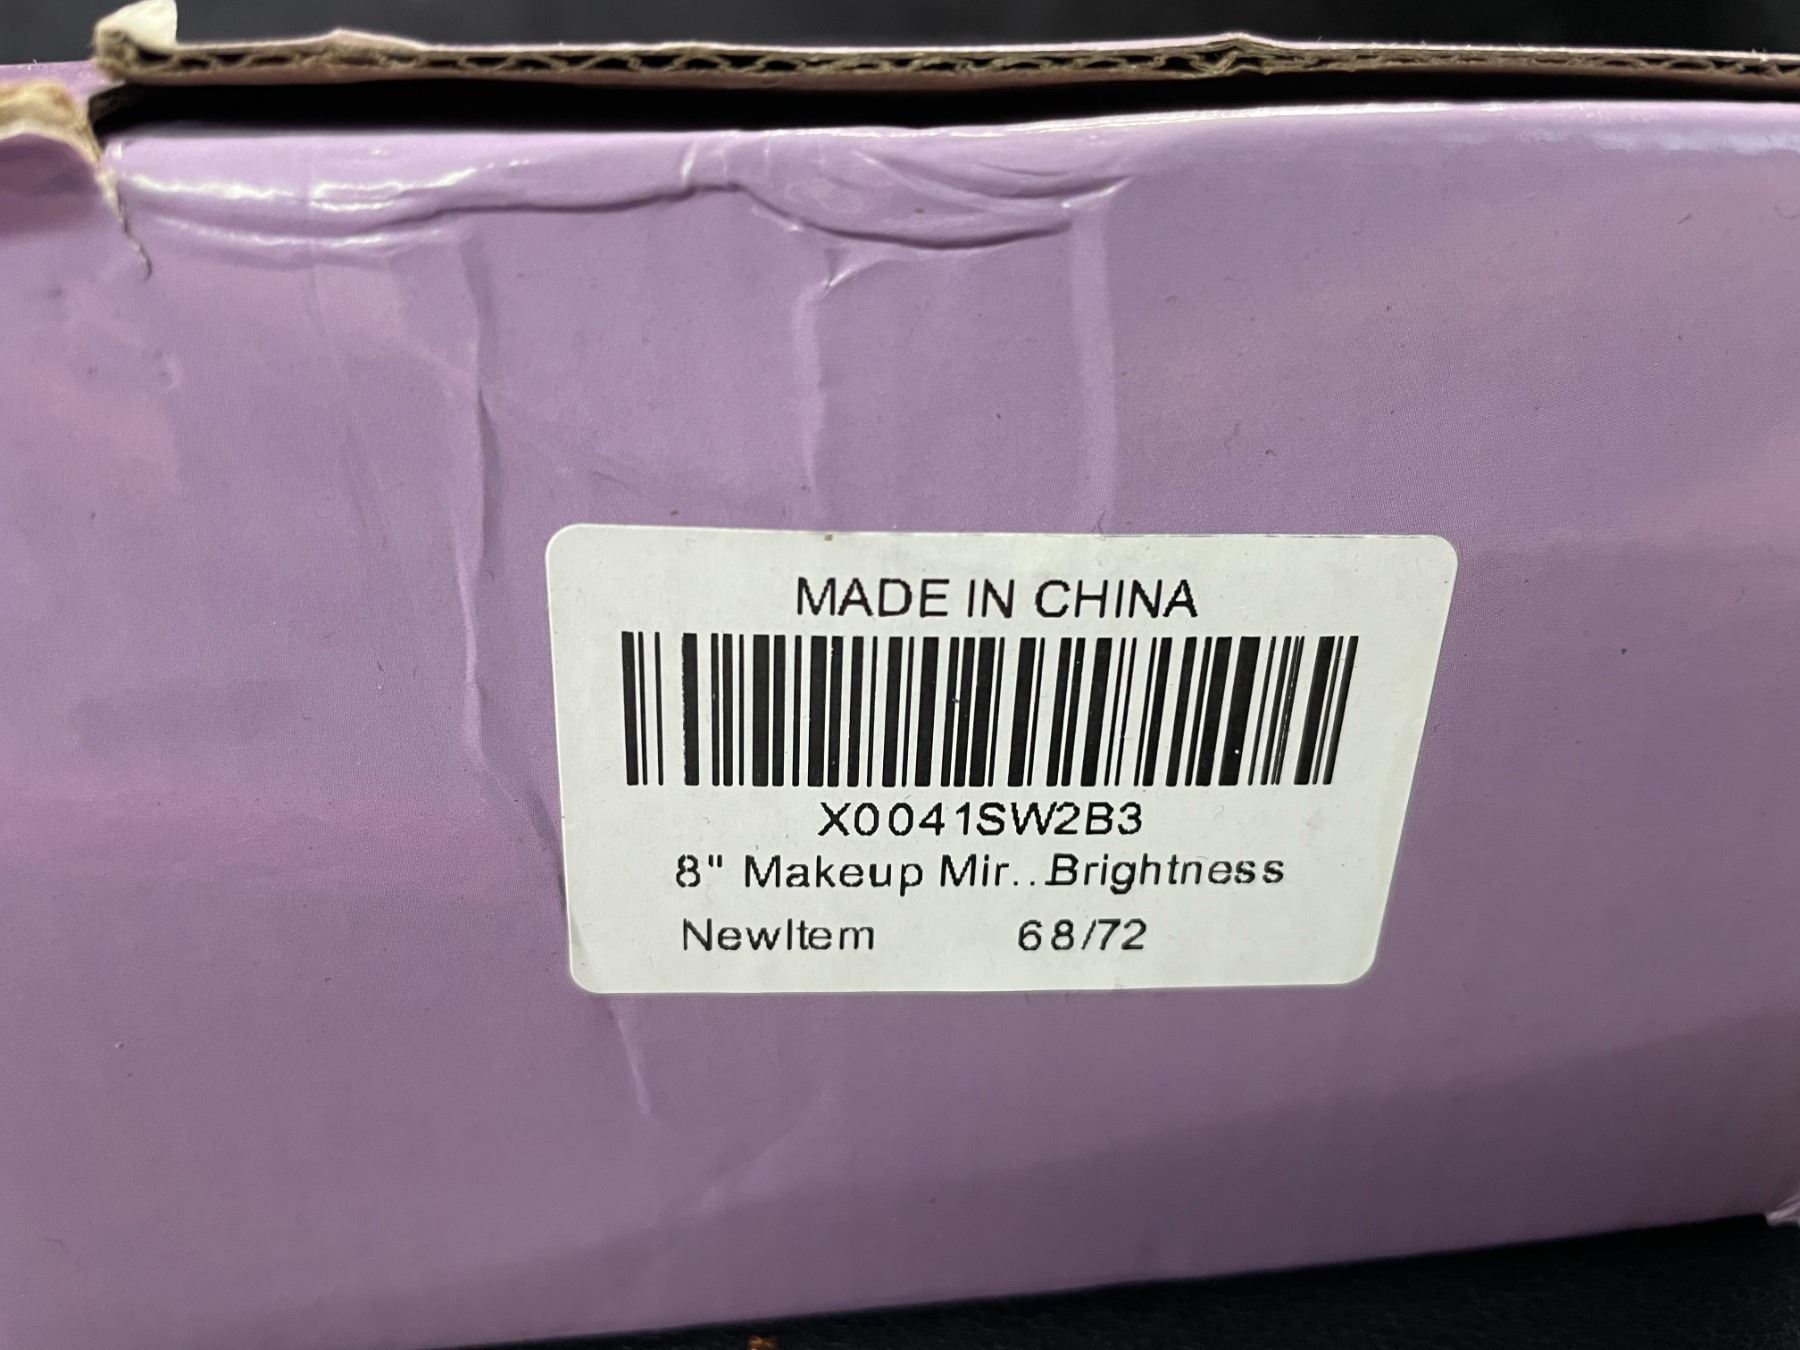 MADE IN CHINA
X0041SW2B3
8" Makeup Mir..Brightness
NewItem 68/72